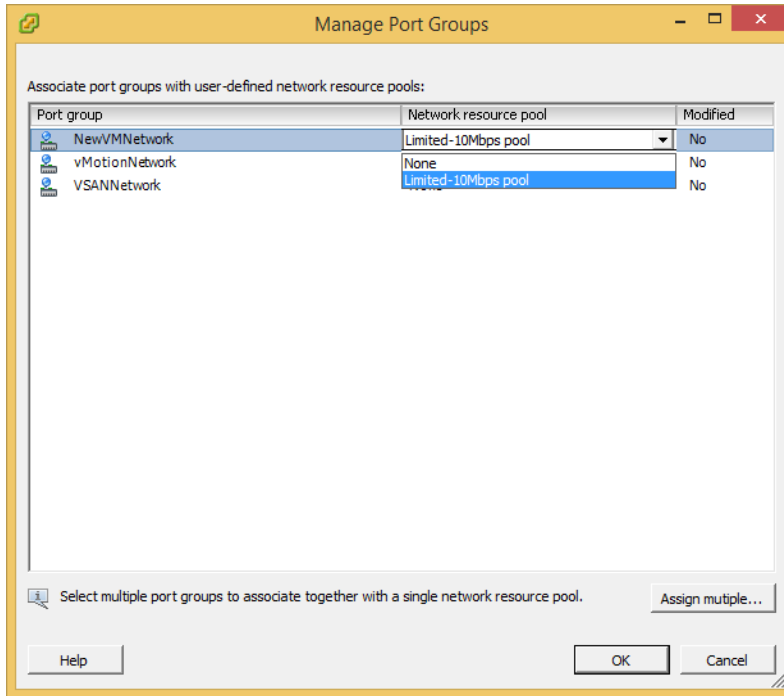 Manage Port Groups
Associate port groups with user-defined network resource pools:
Port group Network resource pool Modified
NewVMNetwork Limited-10Mbps pool No
vMotionNetwork None No
VSANNetwork Limited-10Mbps pool No
Select multiple port groups to associate together with a single network resource pool.
Assign mutiple...
Help OK Cancel